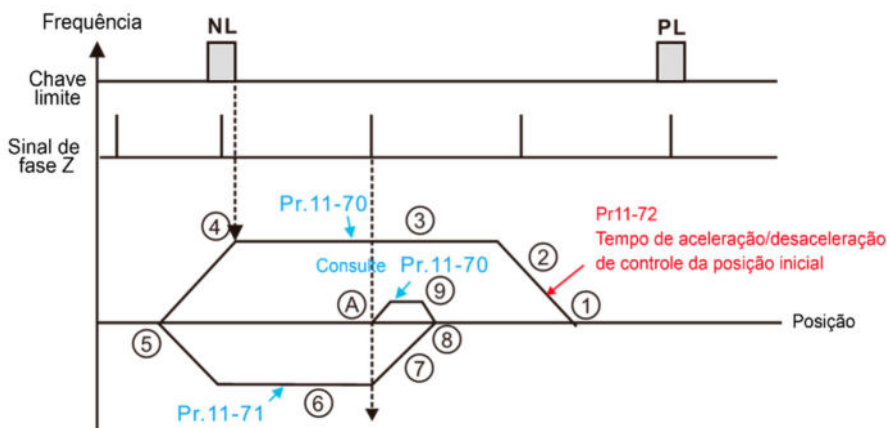 Frequência
NL
PL
Chave
limite
Sinal de
fase Z
Pr.11-70
④
③
Pr11-72
Tempo de aceleração/desaceleração
de controle da posição inicial
②
Consulte Pr.11-70
Ⓐ
⑨
①
Posição
⑤
⑧
⑦
⑥
Pr.11-71